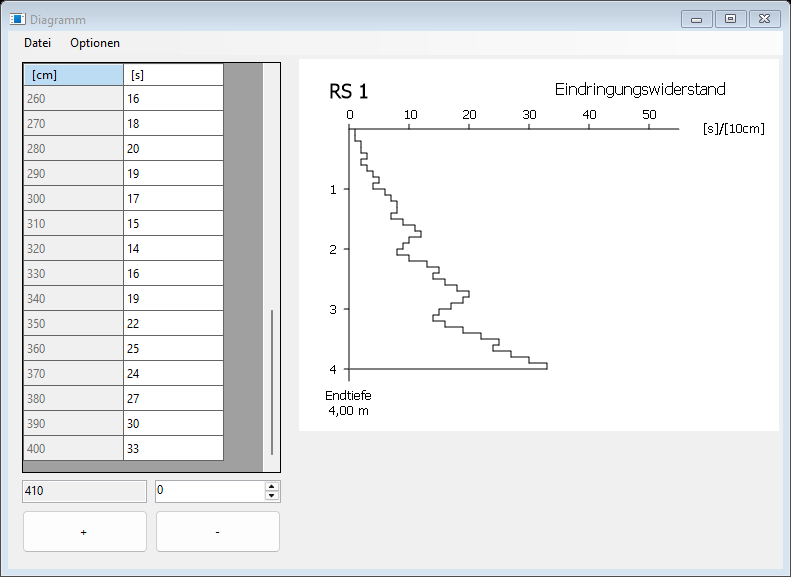 Diagramm
Datei Optionen
[cm] [s]
260 16
270 18
280 20
290 19
300 17
310 15
320 14
330 16
340 19
350 22
360 25
370 24
380 27
390 30
400 33
410 0
+ -
RS 1 Eindringungswiderstand
0 10 20 30 40 50
[s]/[10cm]
1
2
3
4
Endtiefe
4,00 m